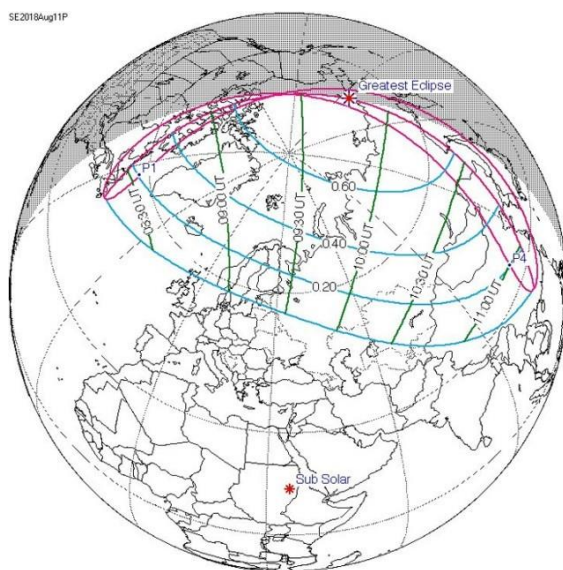 SE2018Aug11P
Greatest Eclipse
P1
0.60
08:30 UT
09:00 UT
09:30 UT
10:00 UT
0.40
10:30 UT
P4
0.20
11:00 UT
Sub Solar